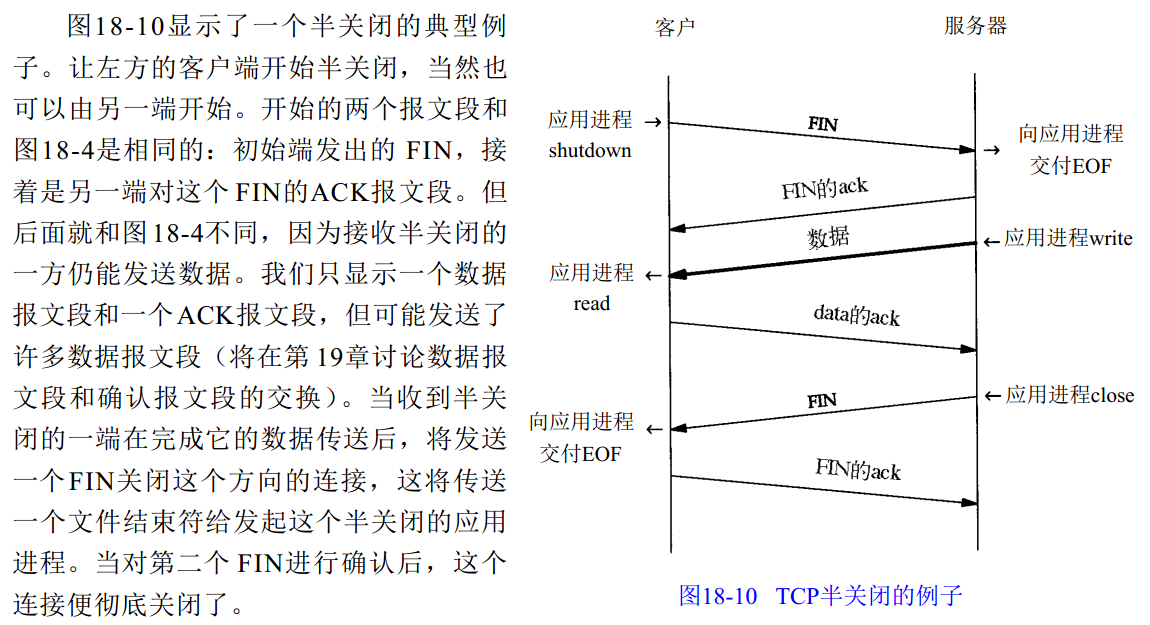 图18-10显示了一个半关闭的典型例
子。让左方的客户端开始半关闭，当然也
可以由另一端开始。开始的两个报文段和
图18-4是相同的：初始端发出的 FIN，接
着是另一端对这个 FIN的ACK报文段。但
后面就和图18-4不同，因为接收半关闭的
一方仍能发送数据。我们只显示一个数据
报文段和一个ACK报文段，但可能发送了
许多数据报文段（将在第 19章讨论数据报
文段和确认报文段的交换）。当收到半关
闭的一端在完成它的数据传送后，将发送
一个FIN关闭这个方向的连接，这将传送
一个文件结束符给发起这个半关闭的应用
进程。当对第二个 FIN进行确认后，这个
连接便彻底关闭了。
客户
服务器
应用进程
shutdown
FIN
向应用进程
交付EOF
FIN的ack
数据
应用进程write
应用进程
read
data的ack
应用进程close
FIN
向应用进程
交付EOF
FIN的ack
图18-10 TCP半关闭的例子